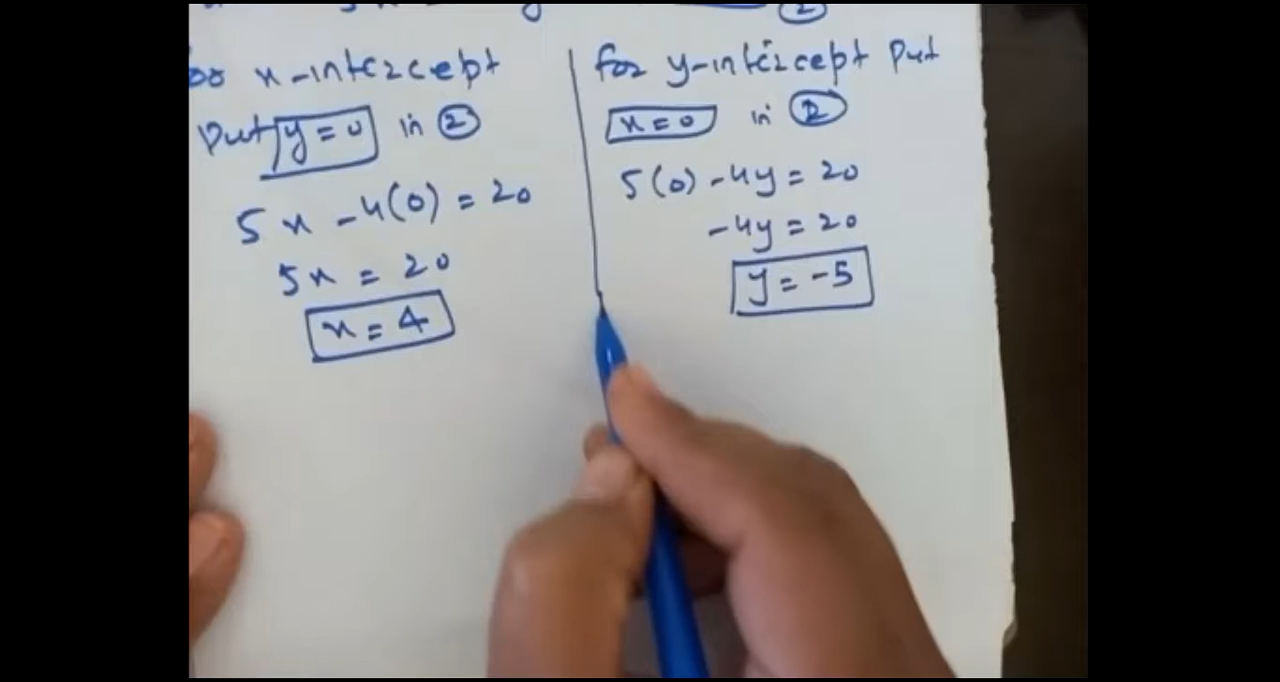 x-intercept
Put y = 0 in ②
5x - 4(0) = 20
5x = 20
x = 4
for y-intercept Put
x = 0 in ②
5(0) - 4y = 20
-4y = 20
y = -5